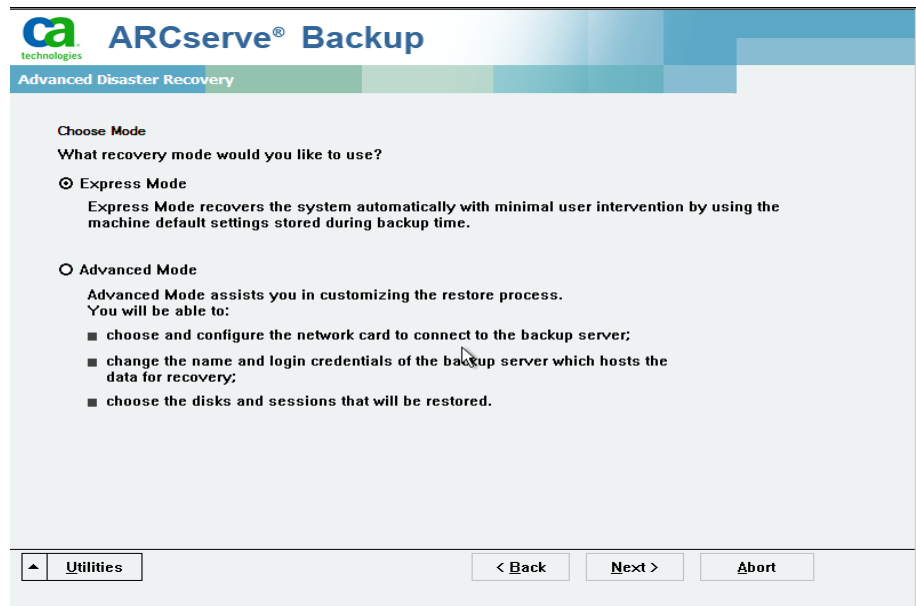 ca
technologies
ARCserve® Backup
Advanced Disaster Recovery
Choose Mode
What recovery mode would you like to use?
Express Mode
Express Mode recovers the system automatically with minimal user intervention by using the
machine default settings stored during backup time.
Advanced Mode
Advanced Mode assists you in customizing the restore process.
You will be able to:
choose and configure the network card to connect to the backup server;
change the name and login credentials of the backup server which hosts the
data for recovery;
choose the disks and sessions that will be restored.
Utilities
< Back
Next >
Abort